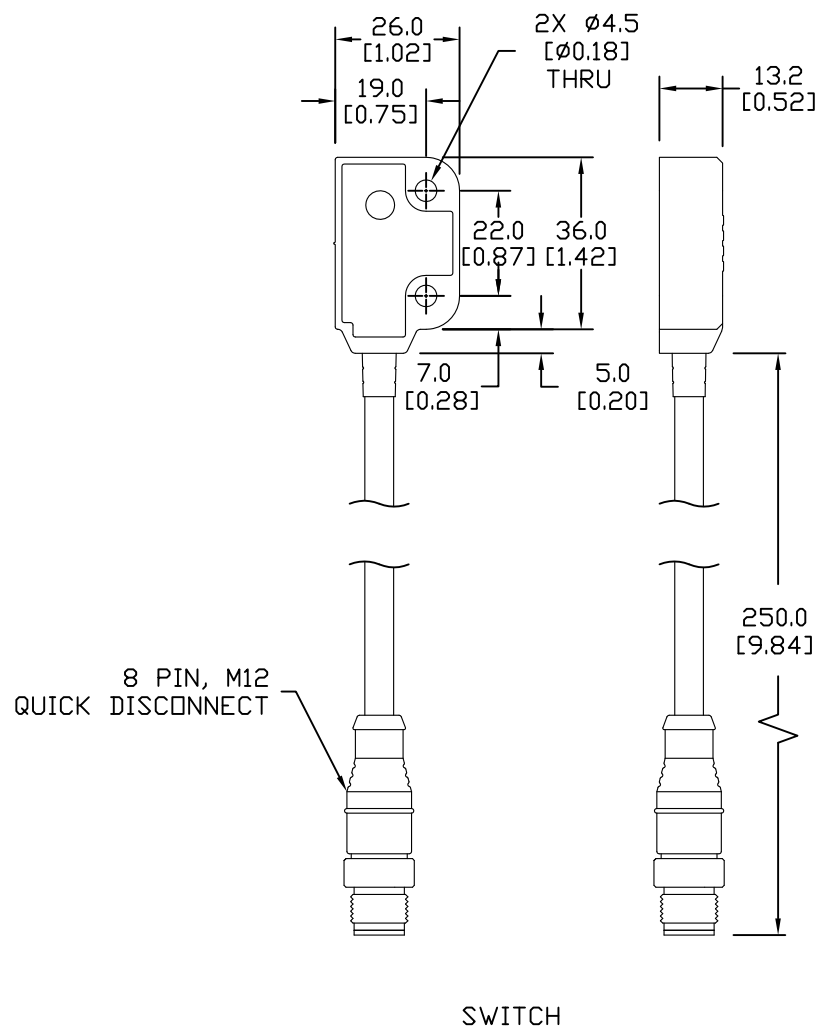 26.0
[1.02]
2X Ø4.5
[Ø0.18]
THRU
13.2
[0.52]
19.0
[0.75]
22.0
[0.87]
36.0
[1.42]
7.0
[0.28]
5.0
[0.20]
250.0
[9.84]
8 PIN, M12
QUICK DISCONNECT
SWITCH